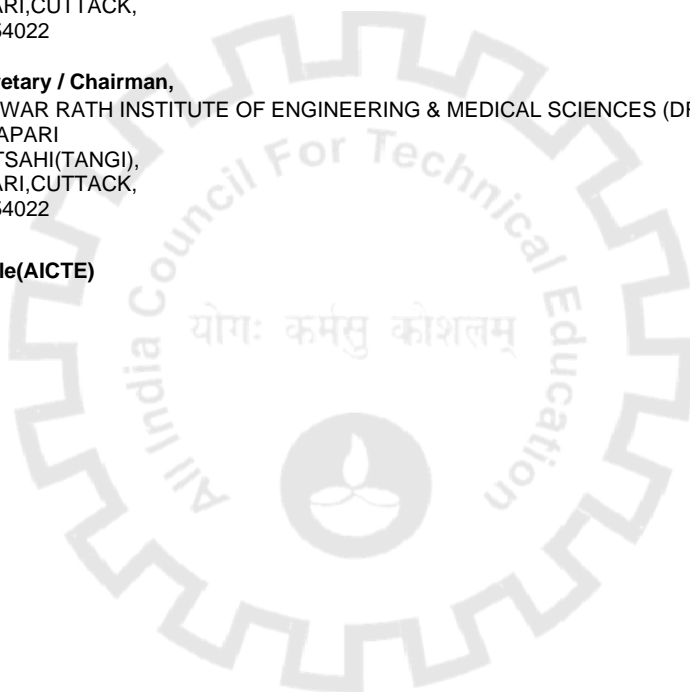 ARI,CUTTACK,
54022
retary / Chairman,
WAR RATH INSTITUTE OF ENGINEERING & MEDICAL SCIENCES (DR
APARI
TSAHI(TANGI),
ARI,CUTTACK,
54022
le(AICTE)
All India Council For Technical Education
योगः कर्मसु कौशलम्